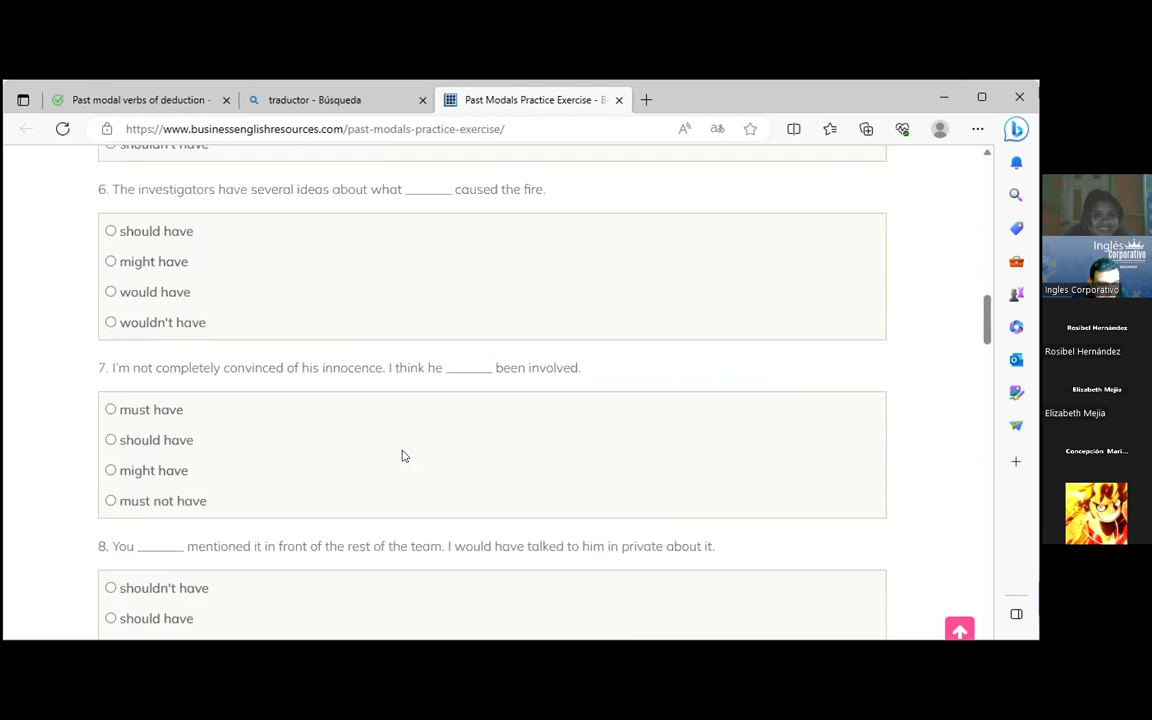 Past modal verbs of deduction -
traductor - Búsqueda
Past Modals Practice Exercise - B
https://www.businessenglishresources.com/past-modals-practice-exercise/
shouldn't have
6. The investigators have several ideas about what _______ caused the fire.
should have
might have
would have
wouldn't have
7. I'm not completely convinced of his innocence. I think he _______ been involved.
must have
should have
might have
must not have
8. You _______ mentioned it in front of the rest of the team. I would have talked to him in private about it.
shouldn't have
should have
Inglés
Corporativo
Ingles Corporativo
Rosibel Hernández
Rosibel Hernández
Elizabeth Mejia
Elizabeth Mejia
Concepción Mari...